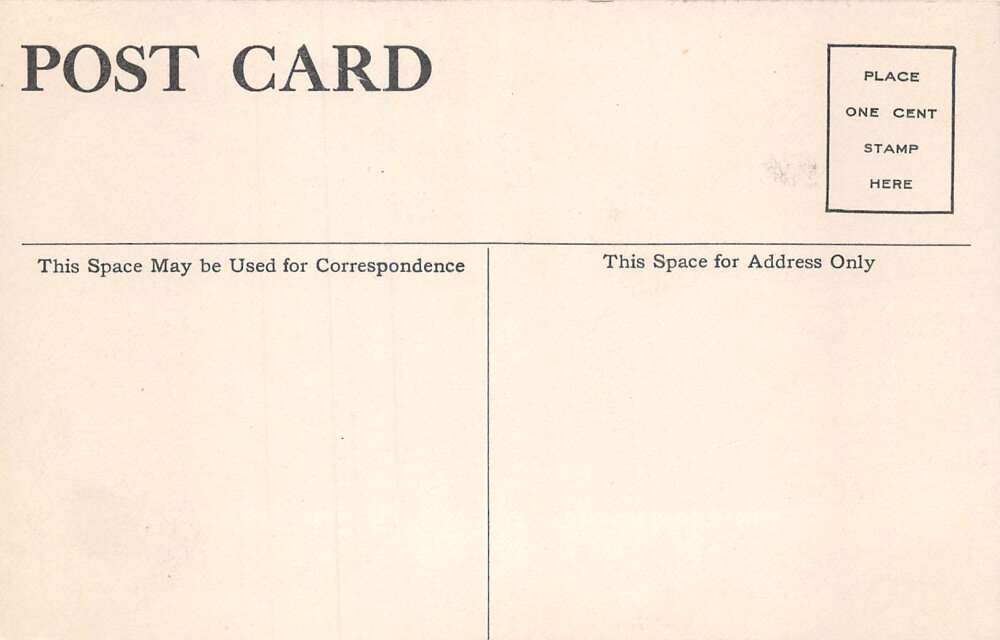 POST CARD
PLACE
ONE CENT
STAMP
HERE
This Space May be Used for Correspondence
This Space for Address Only